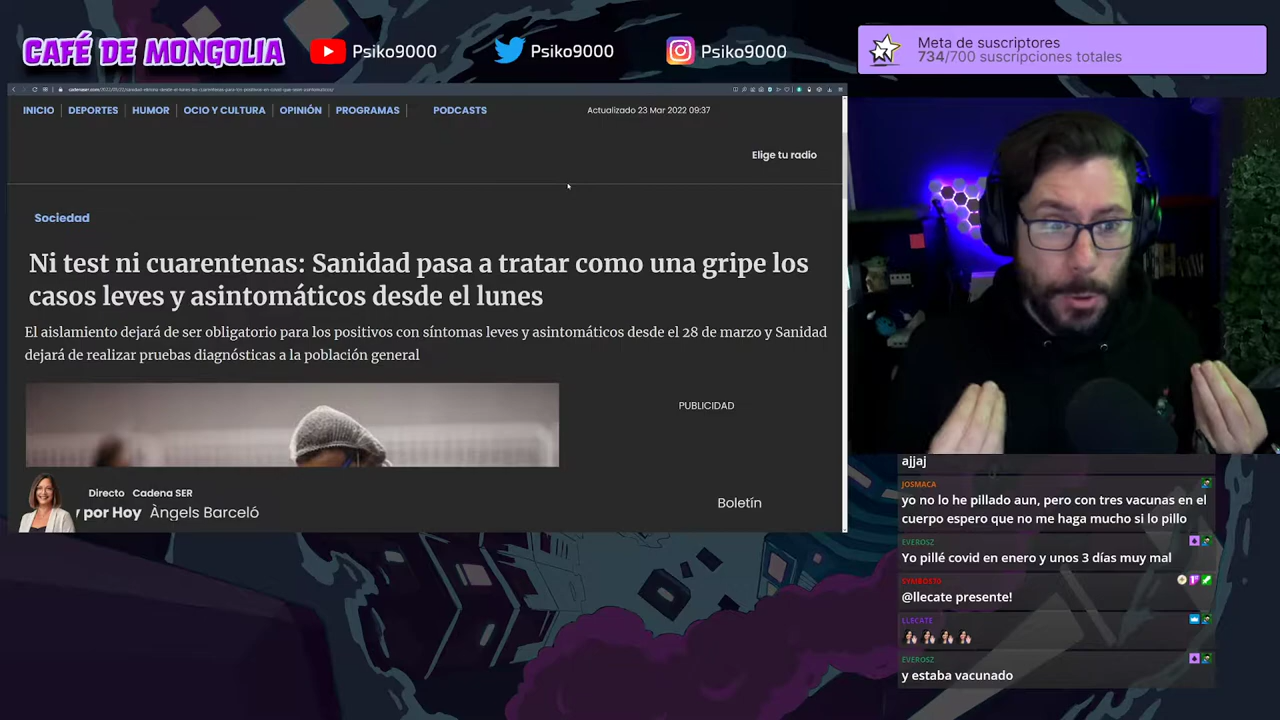 CAFÉ DE MONGOLIA
Psiko9000
Psiko9000
Psiko9000
Meta de suscriptores
734/700 suscripciones totales
INICIO
DEPORTES
HUMOR
OCIO Y CULTURA
OPINIÓN
PROGRAMAS
PODCASTS
Actualizado 23 Mar 2022 09:37
Elige tu radio
Sociedad
Ni test ni cuarentenas: Sanidad pasa a tratar como una gripe los
casos leves y asintomáticos desde el lunes
El aislamiento dejará de ser obligatorio para los positivos con síntomas leves y asintomáticos desde el 28 de marzo y Sanidad
dejará de realizar pruebas diagnósticas a la población general
PUBLICIDAD
Directo Cadena SER
y por Hoy Àngels Barceló
Boletín
ajjaj
JOSMACA
yo no lo he pillado aun, pero con tres vacunas en el
cuerpo espero que no me haga mucho si lo pillo
EVEROSZ
Yo pillé covid en enero y unos 3 días muy mal
@llecate presente!
LLECATE
EVEROSZ
y estaba vacunado